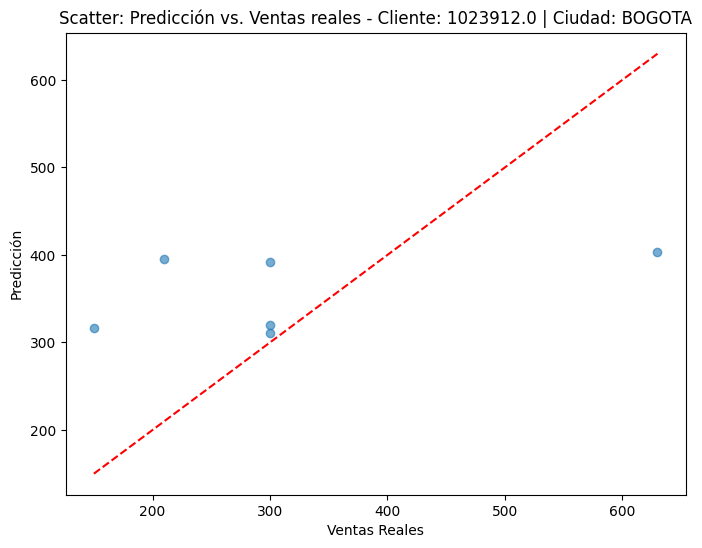 Scatter: Predicción vs. Ventas reales - Cliente: 1023912.0 | Ciudad: BOGOTA
600
500
400
300
200
Predicción
200 300 400 500 600
Ventas Reales